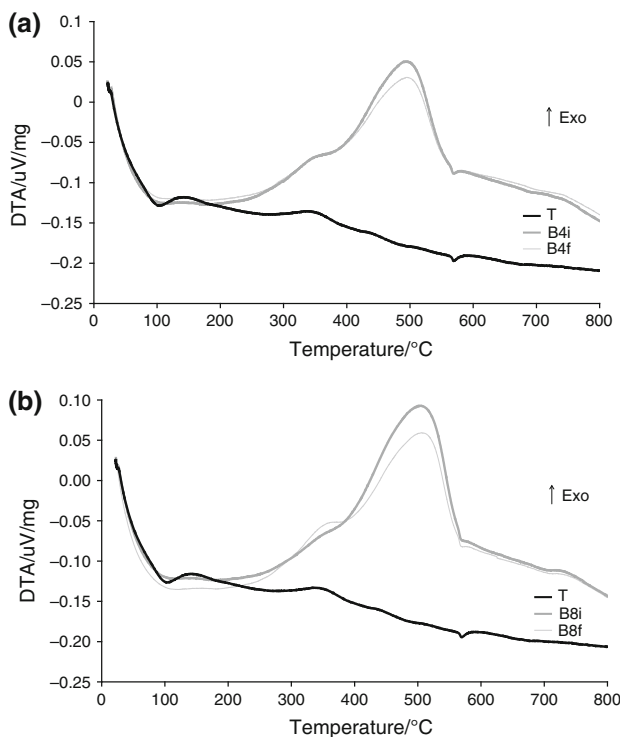 (a)
0.1
0.05
0
–0.05
–0.1
–0.15
–0.2
–0.25
DTA/uV/mg
↑ Exo
T
B4i
B4f
0 100 200 300 400 500 600 700 800
Temperature/°C
(b)
0.10
0.05
0.00
–0.05
–0.10
–0.15
–0.20
–0.25
DTA/uV/mg
↑ Exo
T
B8i
B8f
0 100 200 300 400 500 600 700 800
Temperature/°C